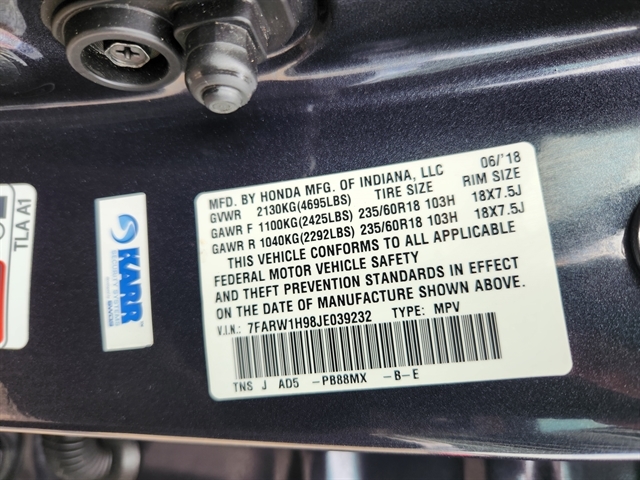 MFD. BY HONDA MFG. OF INDIANA, LLC 06/'18
GVWR 2130KG(4695LBS) TIRE SIZE RIM SIZE
GAWR F 1100KG(2425LBS) 235/60R18 103H 18X7.5J
GAWR R 1040KG(2292LBS) 235/60R18 103H 18X7.5J
THIS VEHICLE CONFORMS TO ALL APPLICABLE
FEDERAL MOTOR VEHICLE SAFETY
AND THEFT PREVENTION STANDARDS IN EFFECT
ON THE DATE OF MANUFACTURE SHOWN ABOVE.
V.I.N.: 7FARW1H98JE039232 TYPE: MPV
TNS J AD5 -PB88MX -B-E
KARR
SECURITY SYSTEMS
TLA A1